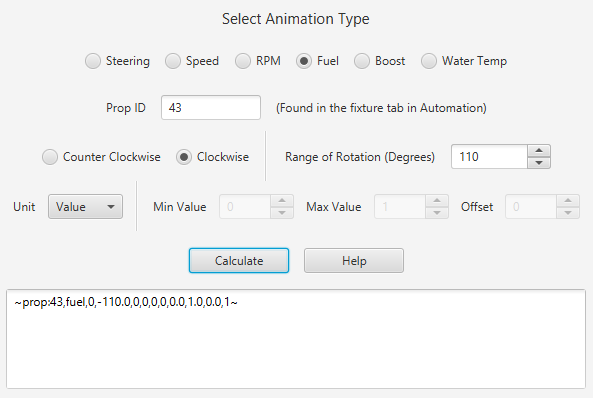 Select Animation Type
Steering Speed RPM Fuel Boost Water Temp
Prop ID 43 (Found in the fixture tab in Automation)
Counter Clockwise Clockwise Range of Rotation (Degrees) 110
Unit Value Min Value 0 Max Value 1 Offset 0
Calculate Help
~prop:43,fuel,0,-110.0,0,0,0,0,0.0,1.0,0.0,1~